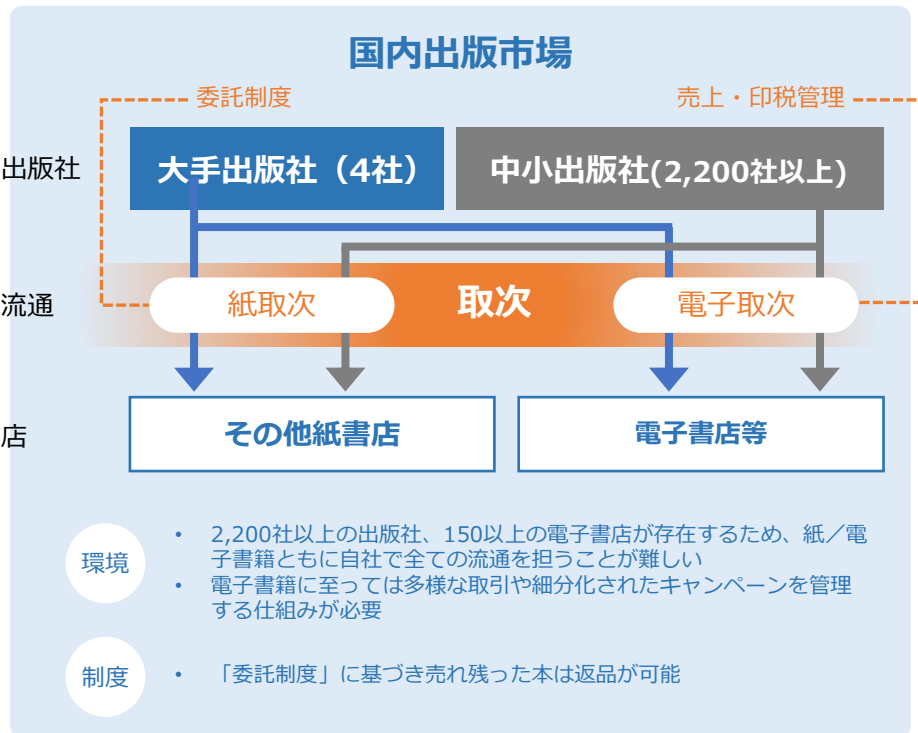 国内出版市場
委託制度
売上・印税管理
出版社
大手出版社（4社）
中小出版社(2,200社以上)
流通
紙取次
取次
電子取次
店
その他紙書店
電子書店等
環境
• 2,200社以上の出版社、150以上の電子書店が存在するため、紙／電
子書籍ともに自社で全ての流通を担うことが難しい
• 電子書籍に至っては多様な取引や細分化されたキャンペーンを管理
する仕組みが必要
制度
• 「委託制度」に基づき売れ残った本は返品が可能